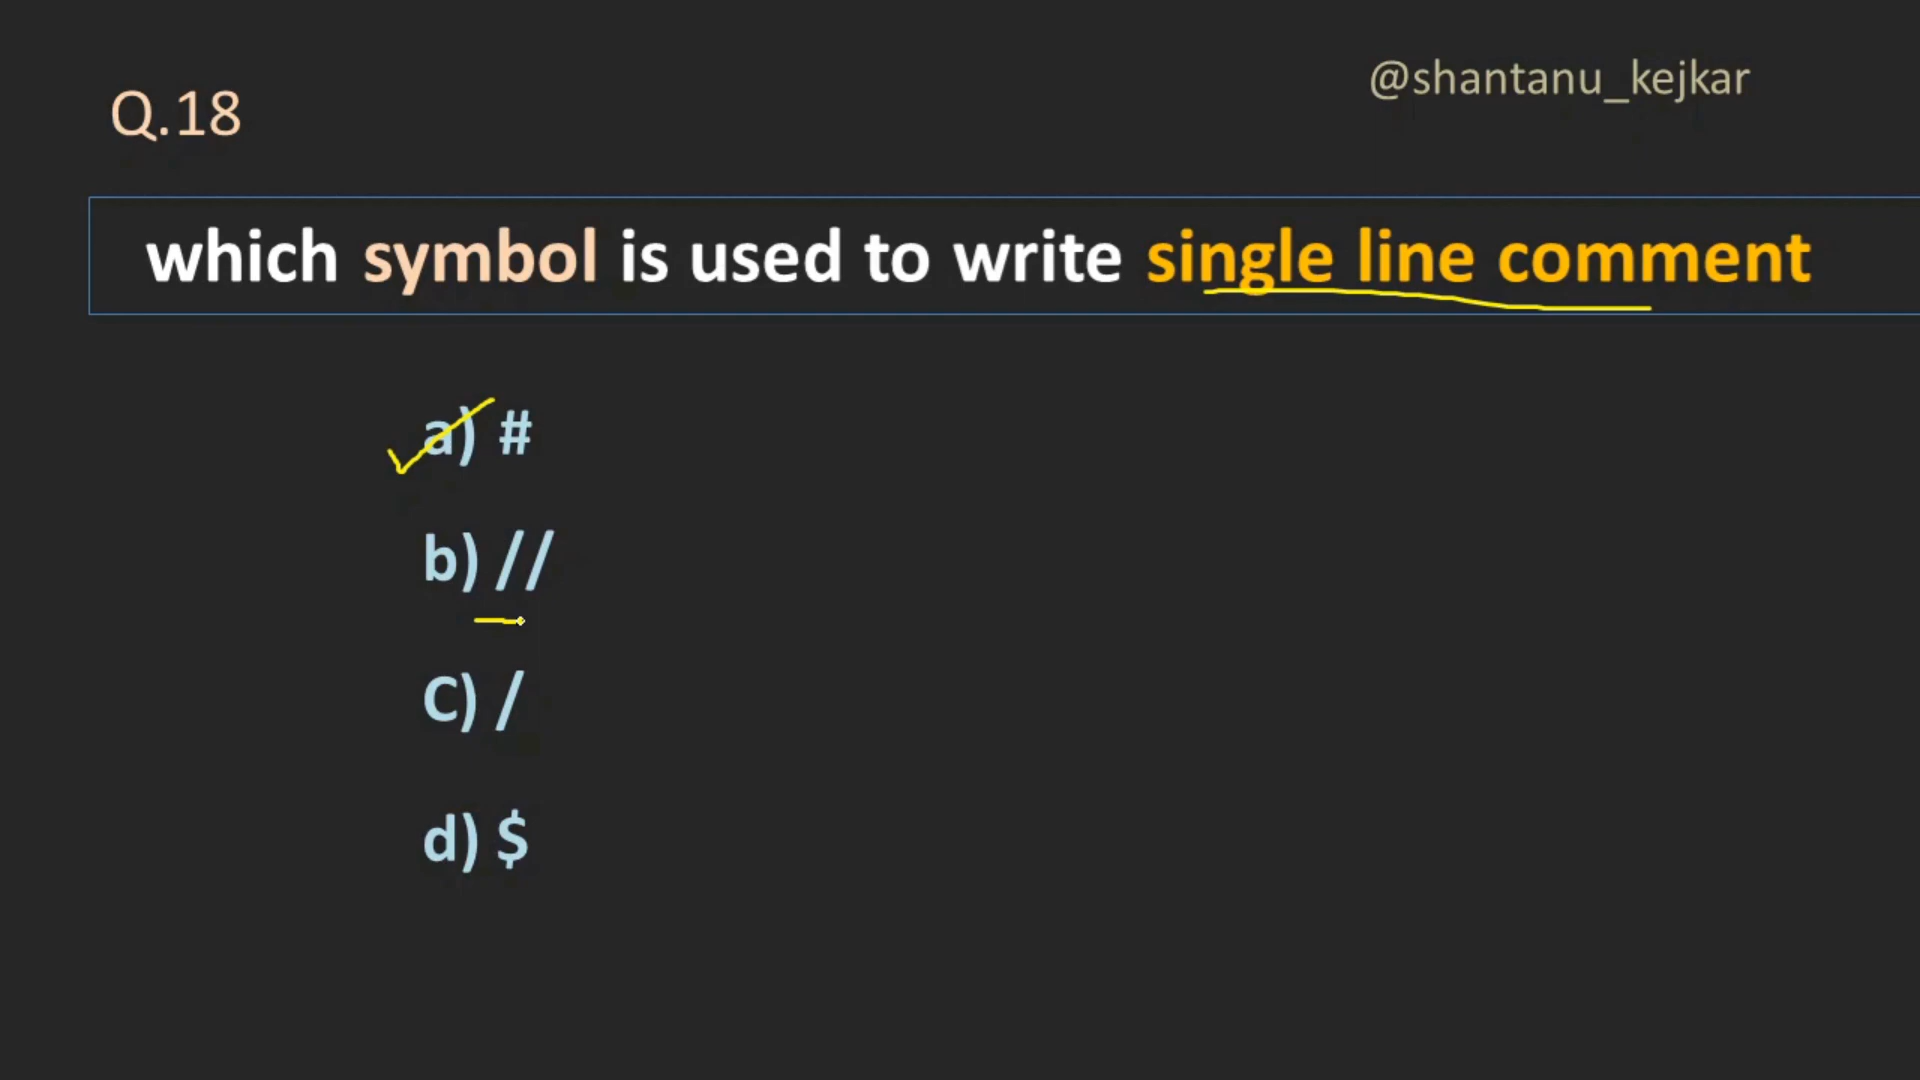 @shantanu_kejkar
Q.18
which symbol is used to write single line comment
a) #
b) //
C) /
d) $